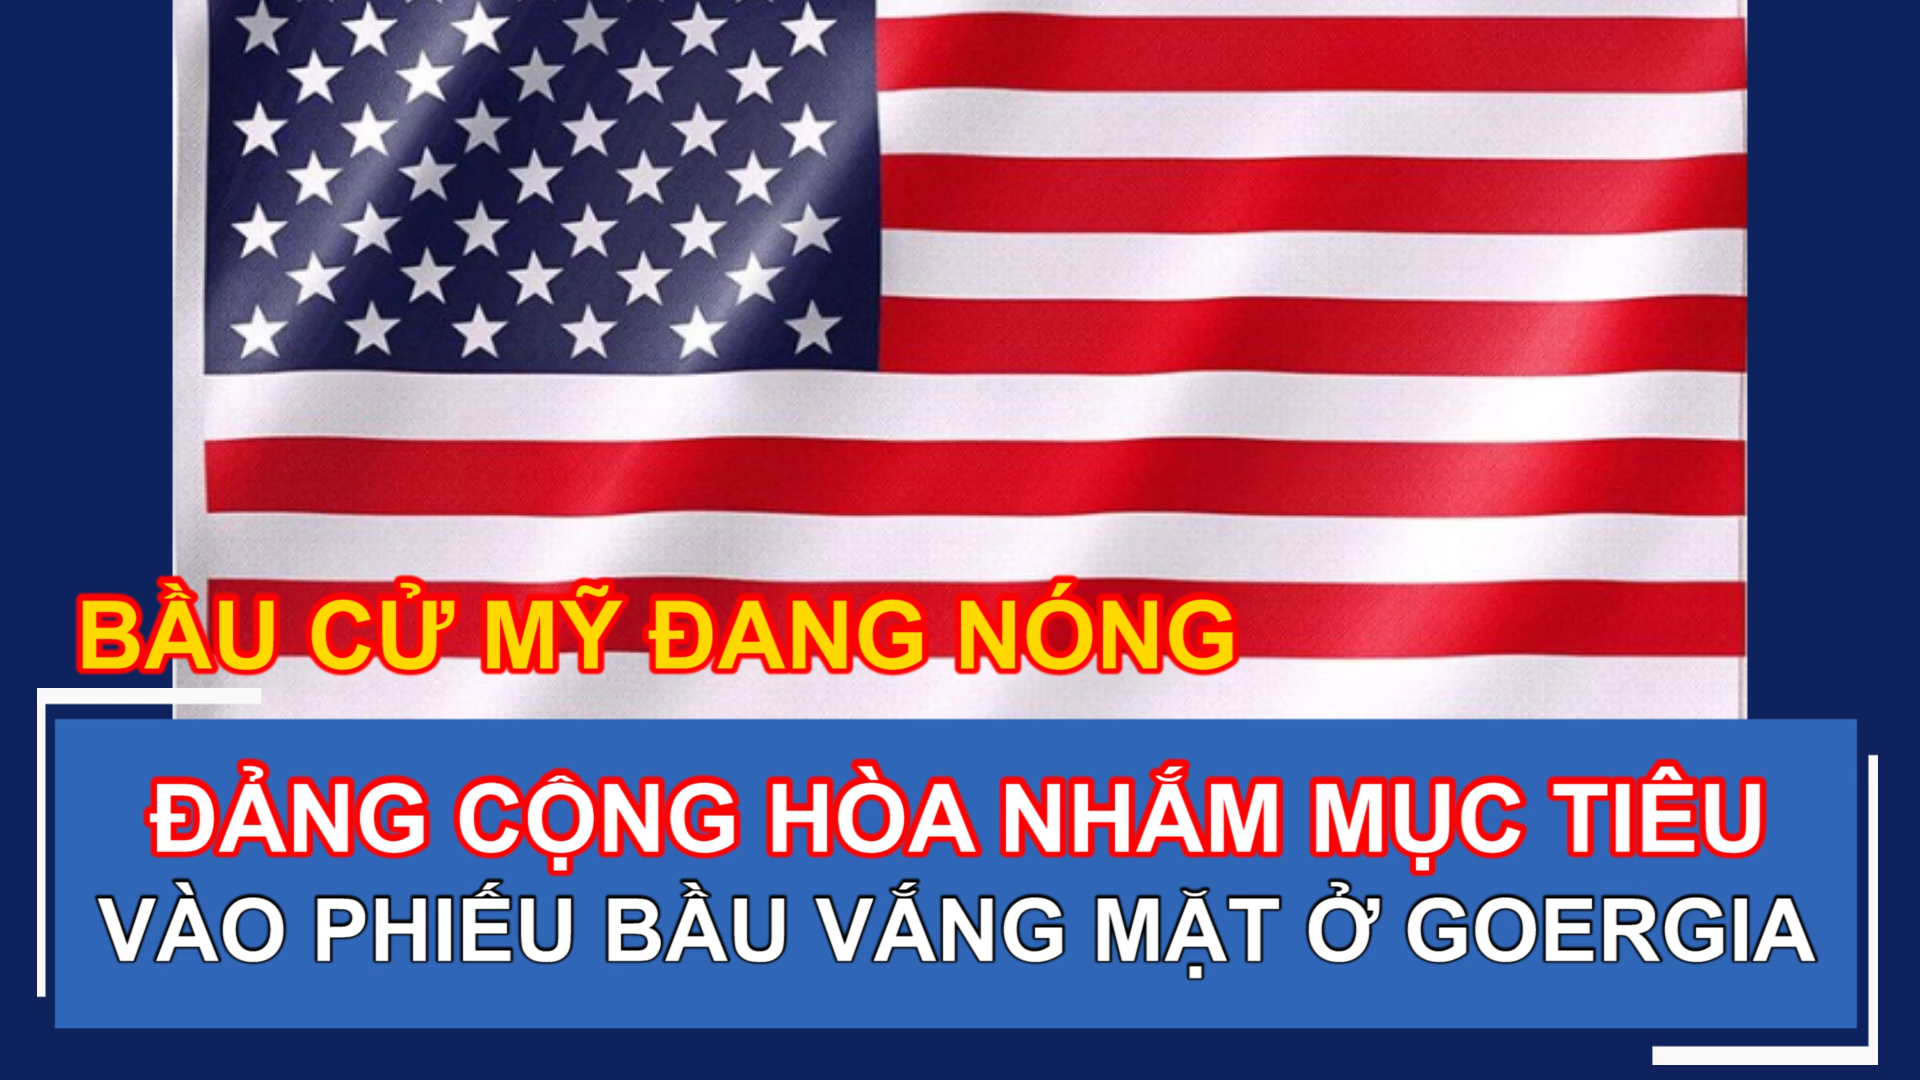 BẦU CỬ MỸ ĐANG NÓNG
ĐẢNG CỘNG HÒA NHẮM MỤC TIÊU
VÀO PHIẾU BẦU VẮNG MẶT Ở GOERGIA